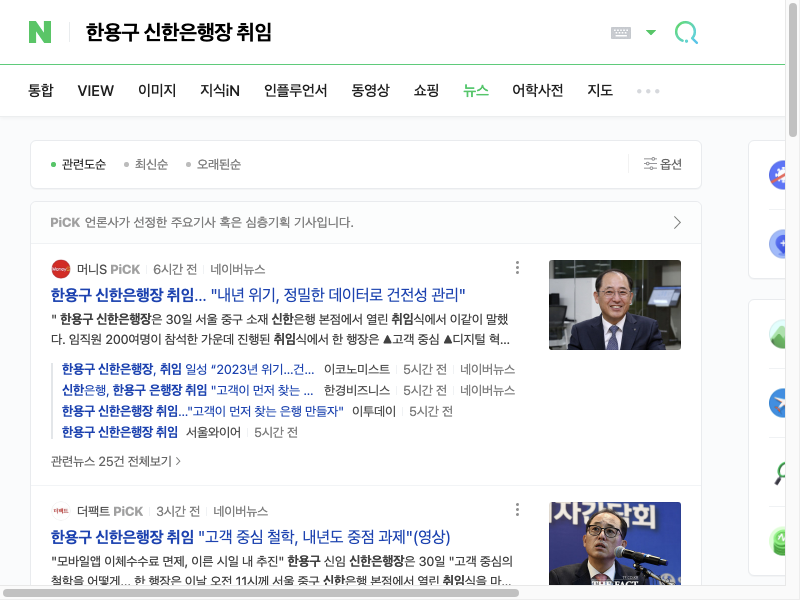 N
한용구 신한은행장 취임
통합 VIEW 이미지 지식iN 인플루언서 동영상 쇼핑 뉴스 어학사전 지도
관련도순 최신순 오래된순 옵션
PiCK 언론사가 선정한 주요기사 혹은 심층기획 기사입니다.
머니S PiCK 6시간 전 네이버뉴스
한용구 신한은행장 취임... "내년 위기, 정밀한 데이터로 건전성 관리"
" 한용구 신한은행장은 30일 서울 중구 소재 신한은행 본점에서 열린 취임식에서 이같이 말했
다. 임직원 200여명이 참석한 가운데 진행된 취임식에서 한 행장은 ▲고객 중심 ▲디지털 혁...
한용구 신한은행장, 취임 일성 “2023년 위기...건... 이코노미스트 5시간 전 네이버뉴스
신한은행, 한용구 은행장 취임 "고객이 먼저 찾는 ... 한경비즈니스 5시간 전 네이버뉴스
한용구 신한은행장 취임..."고객이 먼저 찾는 은행 만들자" 이투데이 5시간 전
한용구 신한은행장 취임 서울와이어 5시간 전
관련뉴스 25건 전체보기
더팩트 PiCK 3시간 전 네이버뉴스
한용구 신한은행장 취임 "고객 중심 철학, 내년도 중점 과제"(영상)
"모바일앱 이체수수료 면제, 이른 시일 내 추진" 한용구 신임 신한은행장은 30일 "고객 중심의
철학을 어떻게... 한 행장은 이날 오전 11시께 서울 중구 신한은행 본점에서 열린 취임식을 마...
자간담회
THE FACT